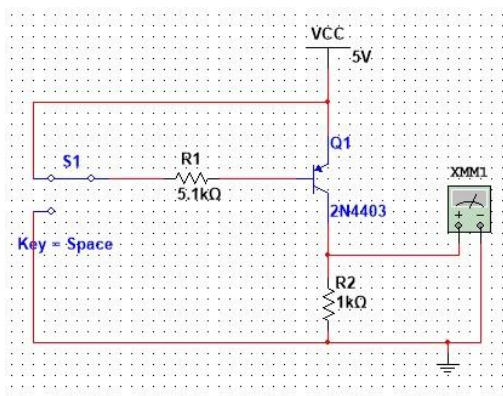 VCC
5V
Q1
S1
R1
XMM1
5.1kΩ
2N4403
Key = Space
R2
1kΩ